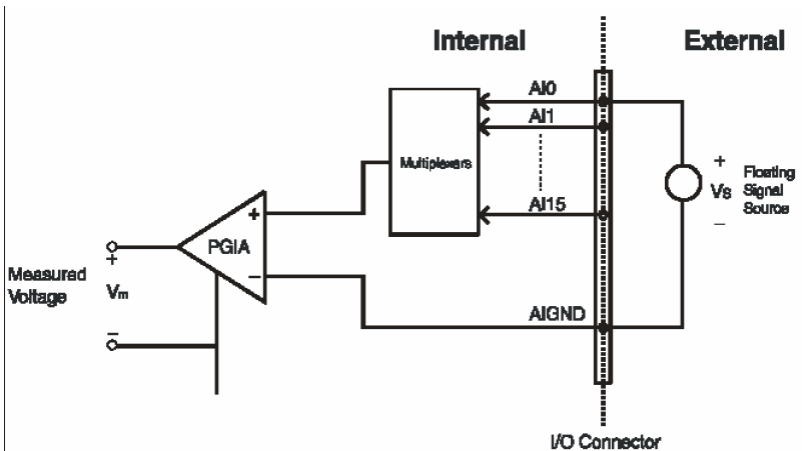 Internal
External
AI0
AI1
Multiplexers
AI15
+
Vs
−
Floating
Signal
Source
+
PGIA
−
Measured
Voltage
+
Vm
−
AIGND
I/O Connector